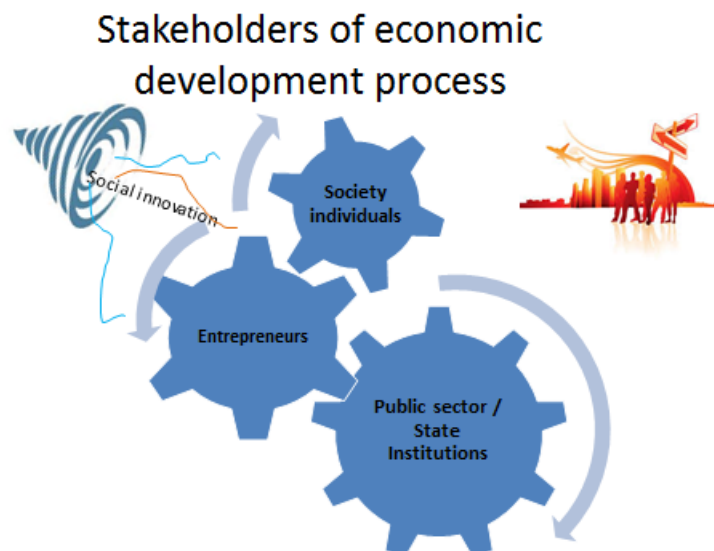 Stakeholders of economic
development process
Social innovation
Society
individuals
Entrepreneurs
Public sector /
State
Institutions